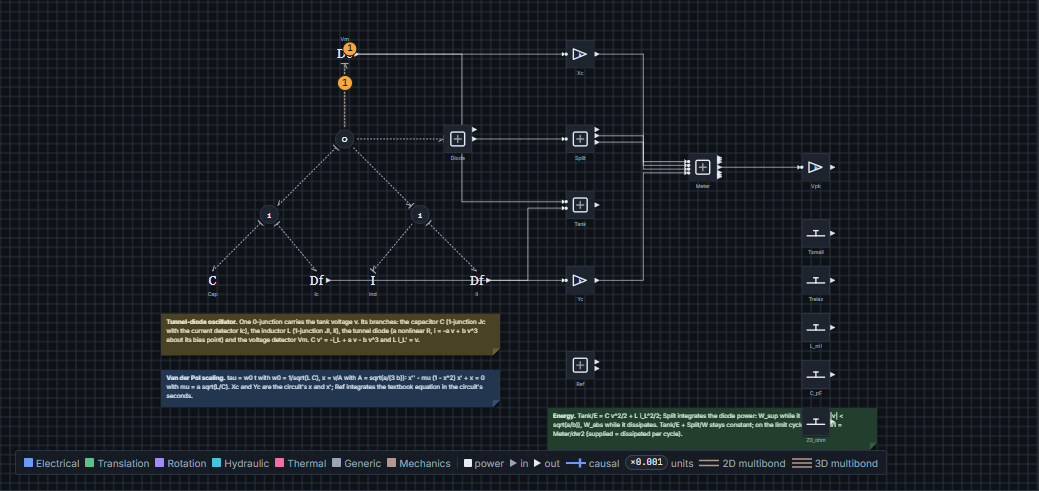 Vm
De
1
1
Xc
0
Diode
Split
Meter
Vpk
1
1
Tank
Tsmall
C
Df
I
Df
Cap
Ic
Ind
Il
Yc
Trelax
Tunnel-diode oscillator. One 0-junction carries the tank voltage v. Its branches: the capacitor C (1-junction Jc
with the current detector Ic), the inductor L (1-junction Jl, Il), the tunnel diode (a nonlinear R, i = -a v + b v^3
about its bias point) and the voltage detector Vm. C v' = -i_L + a v - b v^3 and L i_L' = v.
L_nH
Van der Pol scaling. tau = w0 t with w0 = 1/sqrt(L C), x = v/A with A = sqrt(a/(3 b)): x'' - mu (1 - x^2) x' + x = 0
with mu = a sqrt(L/C). Xc and Yc are the circuit's x and x'; Ref integrates the textbook equation in the circuit's
seconds.
Ref
C_pF
Energy. Tank/E = C v^2/2 + L i_L^2/2; Split integrates the diode power: W_sup while |v| <
sqrt(a/b), W_abs while it dissipates. Tank/E + Split/W stays constant; on the limit cycle =
Meter/dw2 (supplied = dissipated per cycle).
Z0_ohm
Electrical Translation Rotation Hydraulic Thermal Generic Mechanics power in out causal ×0.001 units 2D multibond 3D multibond